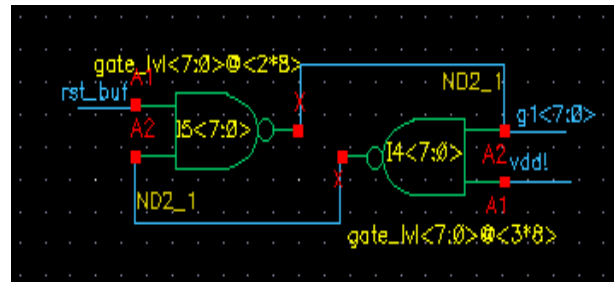 gate_lvl<7:0>@<2*8>
A1
rst_buf
X
ND2_1
g1<7:0>
A2
I5<7:0>
I4<7:0>
A2
vdd!
X
ND2_1
A1
gate_lvl<7:0>@<3*8>